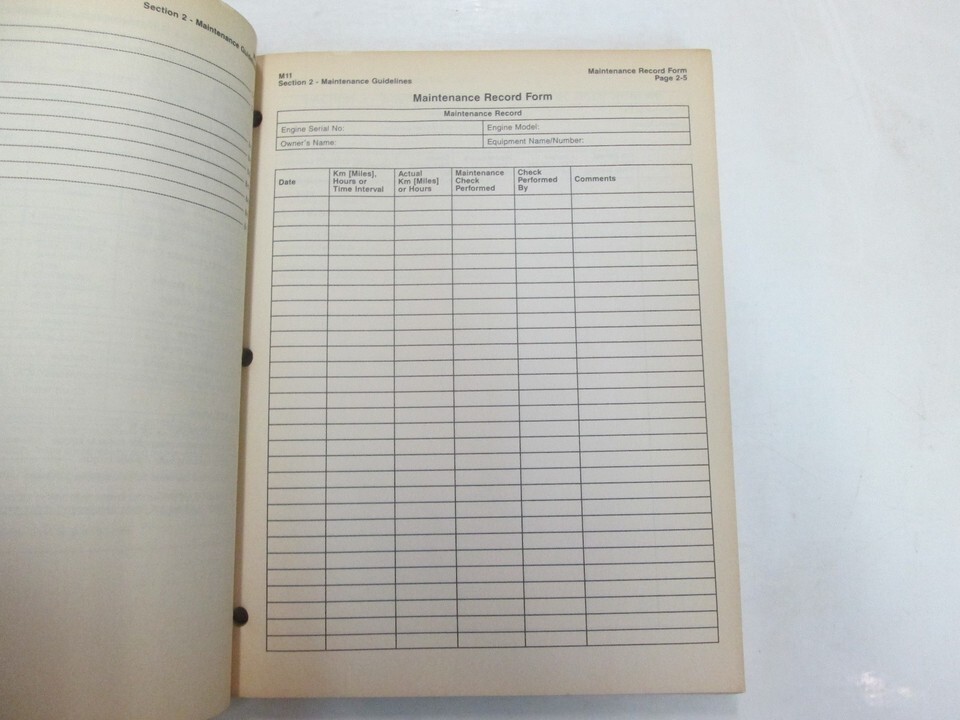 Section 2 - Maintenance
M11
Section 2 - Maintenance Guidelines
Maintenance Record Form
Page 2-5
Maintenance Record Form
Maintenance Record
Engine Serial No:
Engine Model:
Owner's Name:
Equipment Name/Number:
Date
Km [Miles],
Hours or
Time Interval
Actual
Km [Miles]
or Hours
Maintenance
Check
Performed
Check
Performed
By
Comments